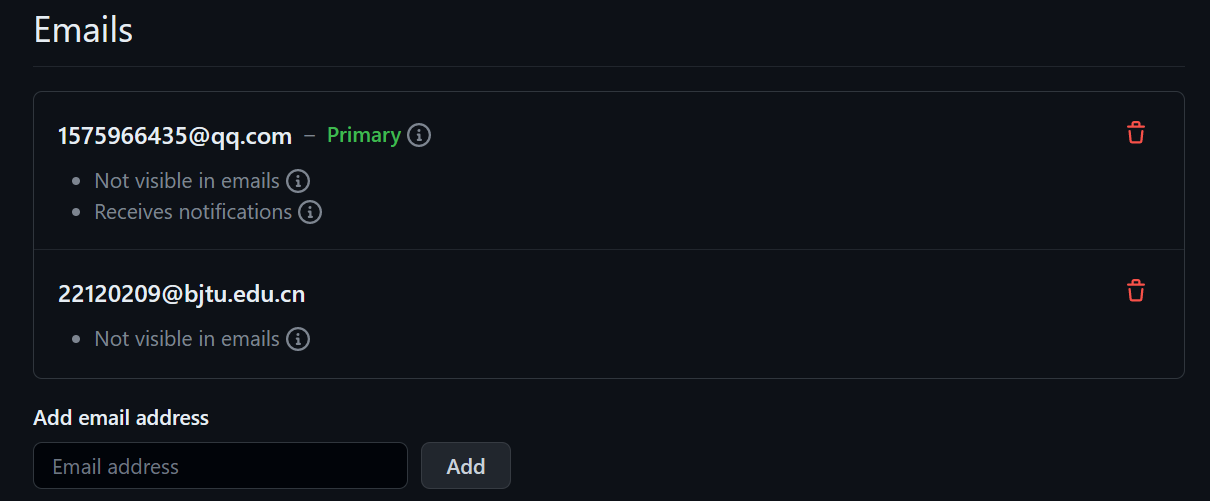 Emails
1575966435@qq.com – Primary
Not visible in emails
Receives notifications
22120209@bjtu.edu.cn
Not visible in emails
Add email address
Email address
Add